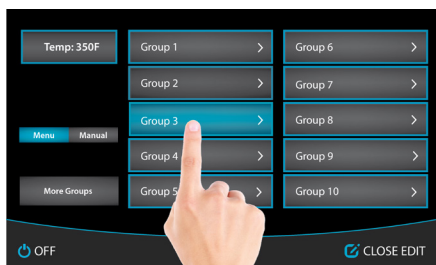 Temp: 350F
Menu Manual
More Groups
Group 1 >
Group 2 >
Group 3 >
Group 4 >
Group 5
Group 6 >
Group 7 >
Group 8 >
Group 9 >
Group 10 >
OFF
CLOSE EDIT